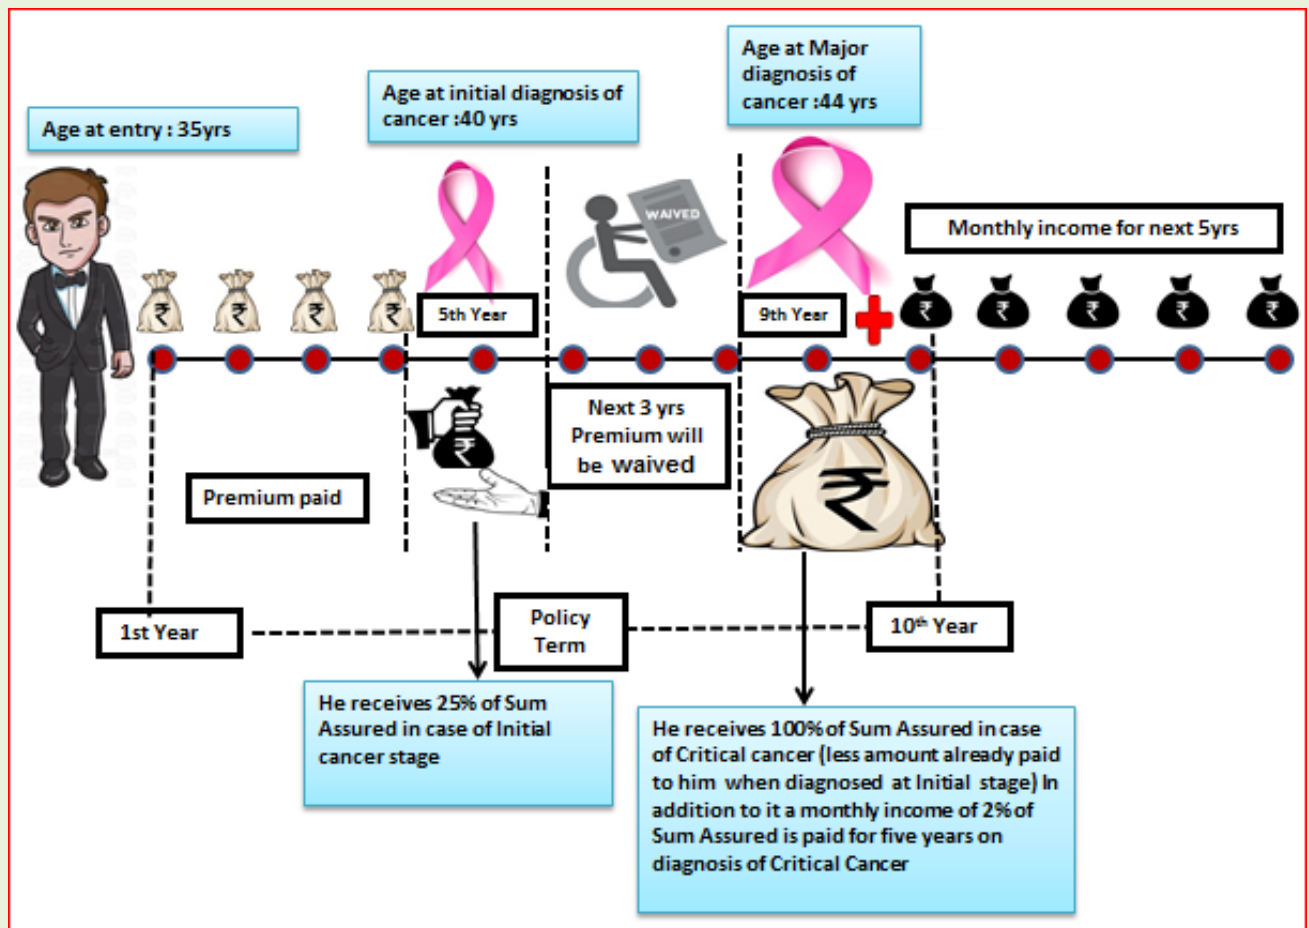 Age at Major
diagnosis of
cancer :44 yrs
Age at initial diagnosis of
cancer :40 yrs
Age at entry : 35yrs
WAIVED
Monthly income for next 5yrs
₹
₹
₹
₹
5th Year
9th Year
₹
₹
₹
₹
₹
₹
Next 3 yrs
Premium will
be waived
₹
Premium paid
1st Year
Policy
Term
10th Year
He receives 25% of Sum
Assured in case of Initial
cancer stage
He receives 100% of Sum Assured in case
of Critical cancer (less amount already paid
to him when diagnosed at Initial stage) In
addition to it a monthly income of 2% of
Sum Assured is paid for five years on
diagnosis of Critical Cancer